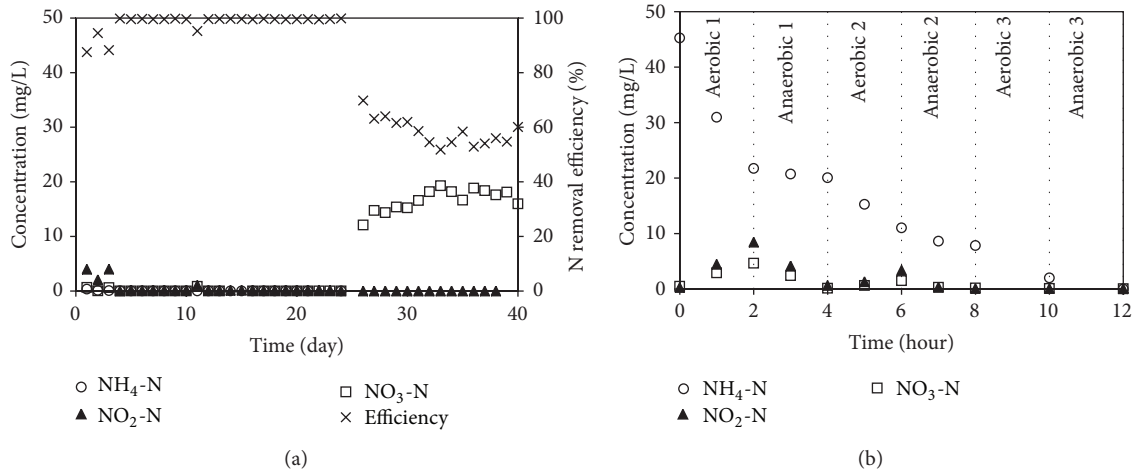 50
40
30
20
10
0
Concentration (mg/L)
100
80
60
40
20
0
N removal efficiency (%)
0
10
20
30
40
Time (day)
NH4-N
NO2-N
NO3-N
Efficiency
(a)
50
40
30
20
10
0
Concentration (mg/L)
Aerobic 1
Anaerobic 1
Aerobic 2
Anaerobic 2
Aerobic 3
Anaerobic 3
0
2
4
6
8
10
12
Time (hour)
NH4-N
NO2-N
NO3-N
(b)